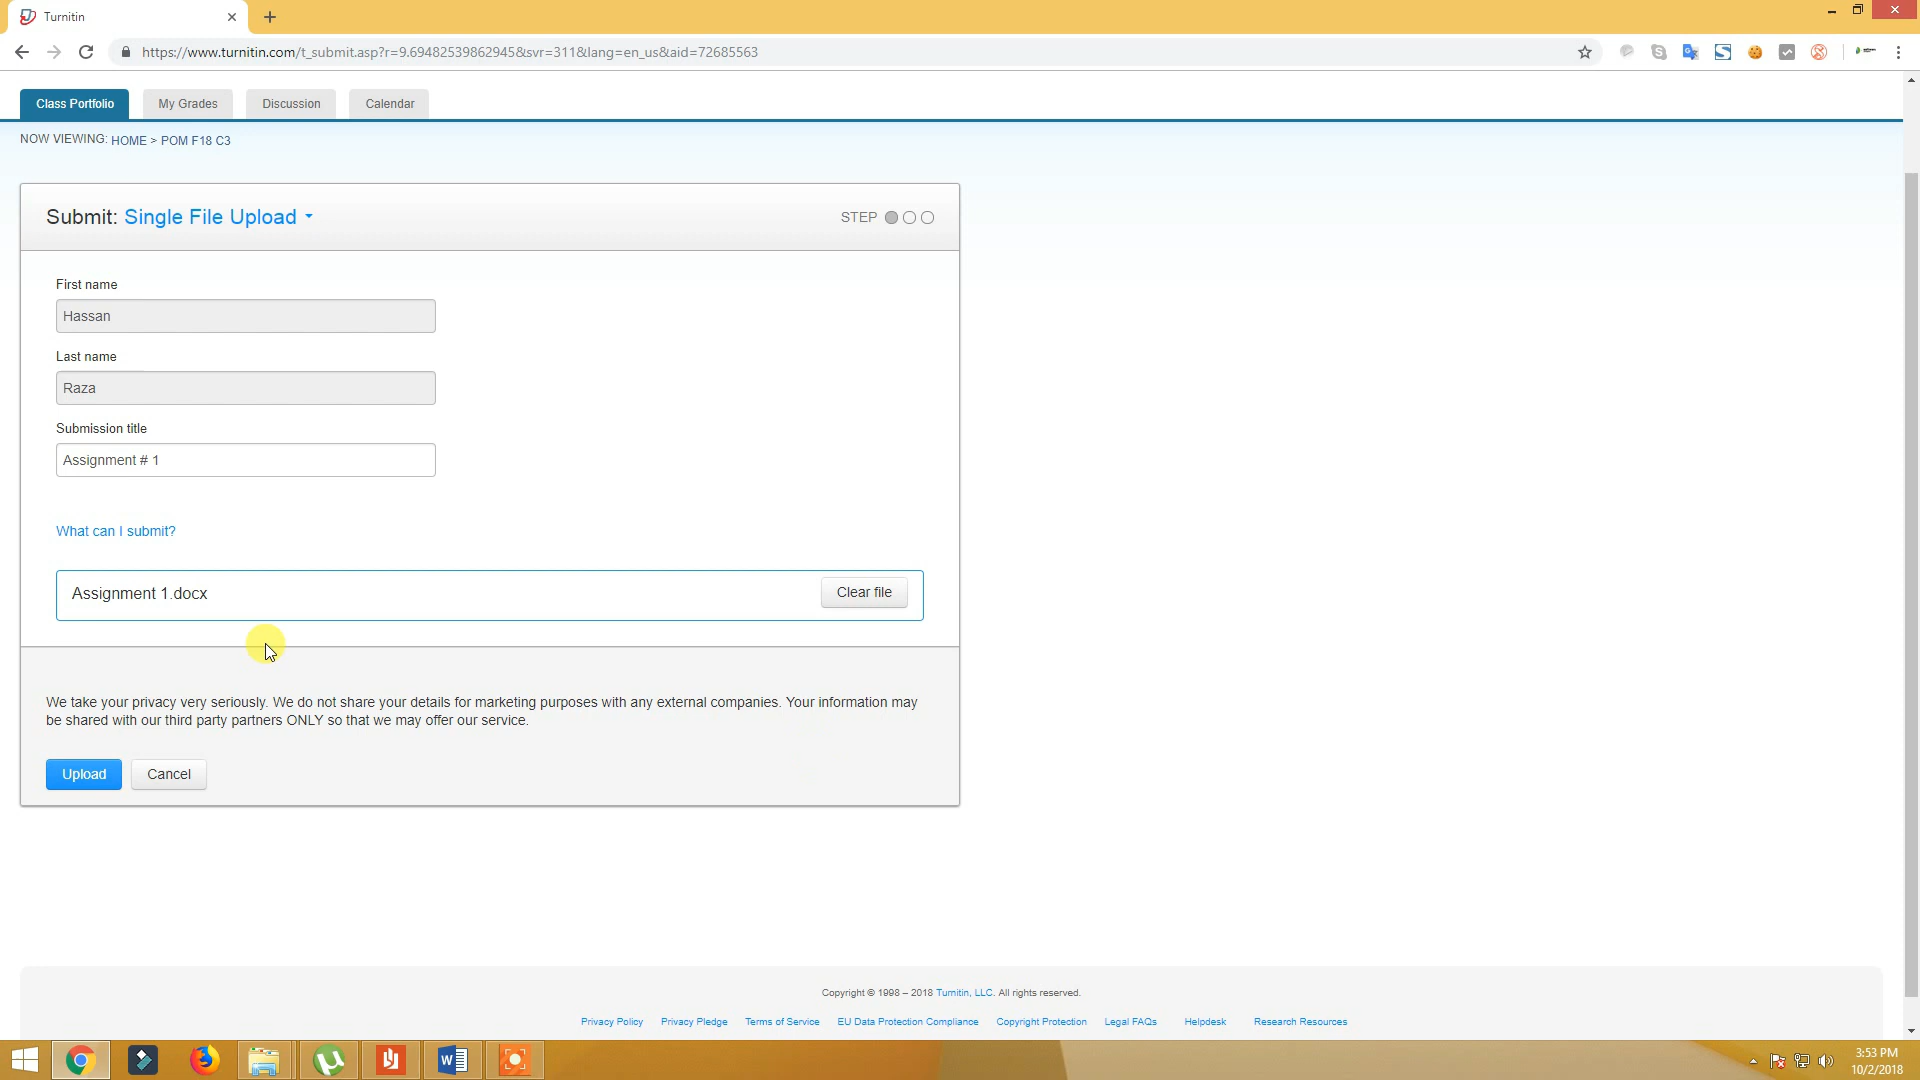 Turnitin
https://www.turnitin.com/t_submit.asp?r=9.69482539862945&svr=311&lang=en_us&aid=72685563
Class Portfolio My Grades Discussion Calendar
NOW VIEWING: HOME > POM F18 C3
Submit: Single File Upload STEP
First name
Hassan
Last name
Raza
Submission title
Assignment # 1
What can I submit?
Assignment 1.docx Clear file
We take your privacy very seriously. We do not share your details for marketing purposes with any external companies. Your information may
be shared with our third party partners ONLY so that we may offer our service.
Upload Cancel
Copyright © 1998 – 2018 Turnitin, LLC. All rights reserved.
Privacy Policy Privacy Pledge Terms of Service EU Data Protection Compliance Copyright Protection Legal FAQs Helpdesk Research Resources
3:53 PM
10/2/2018